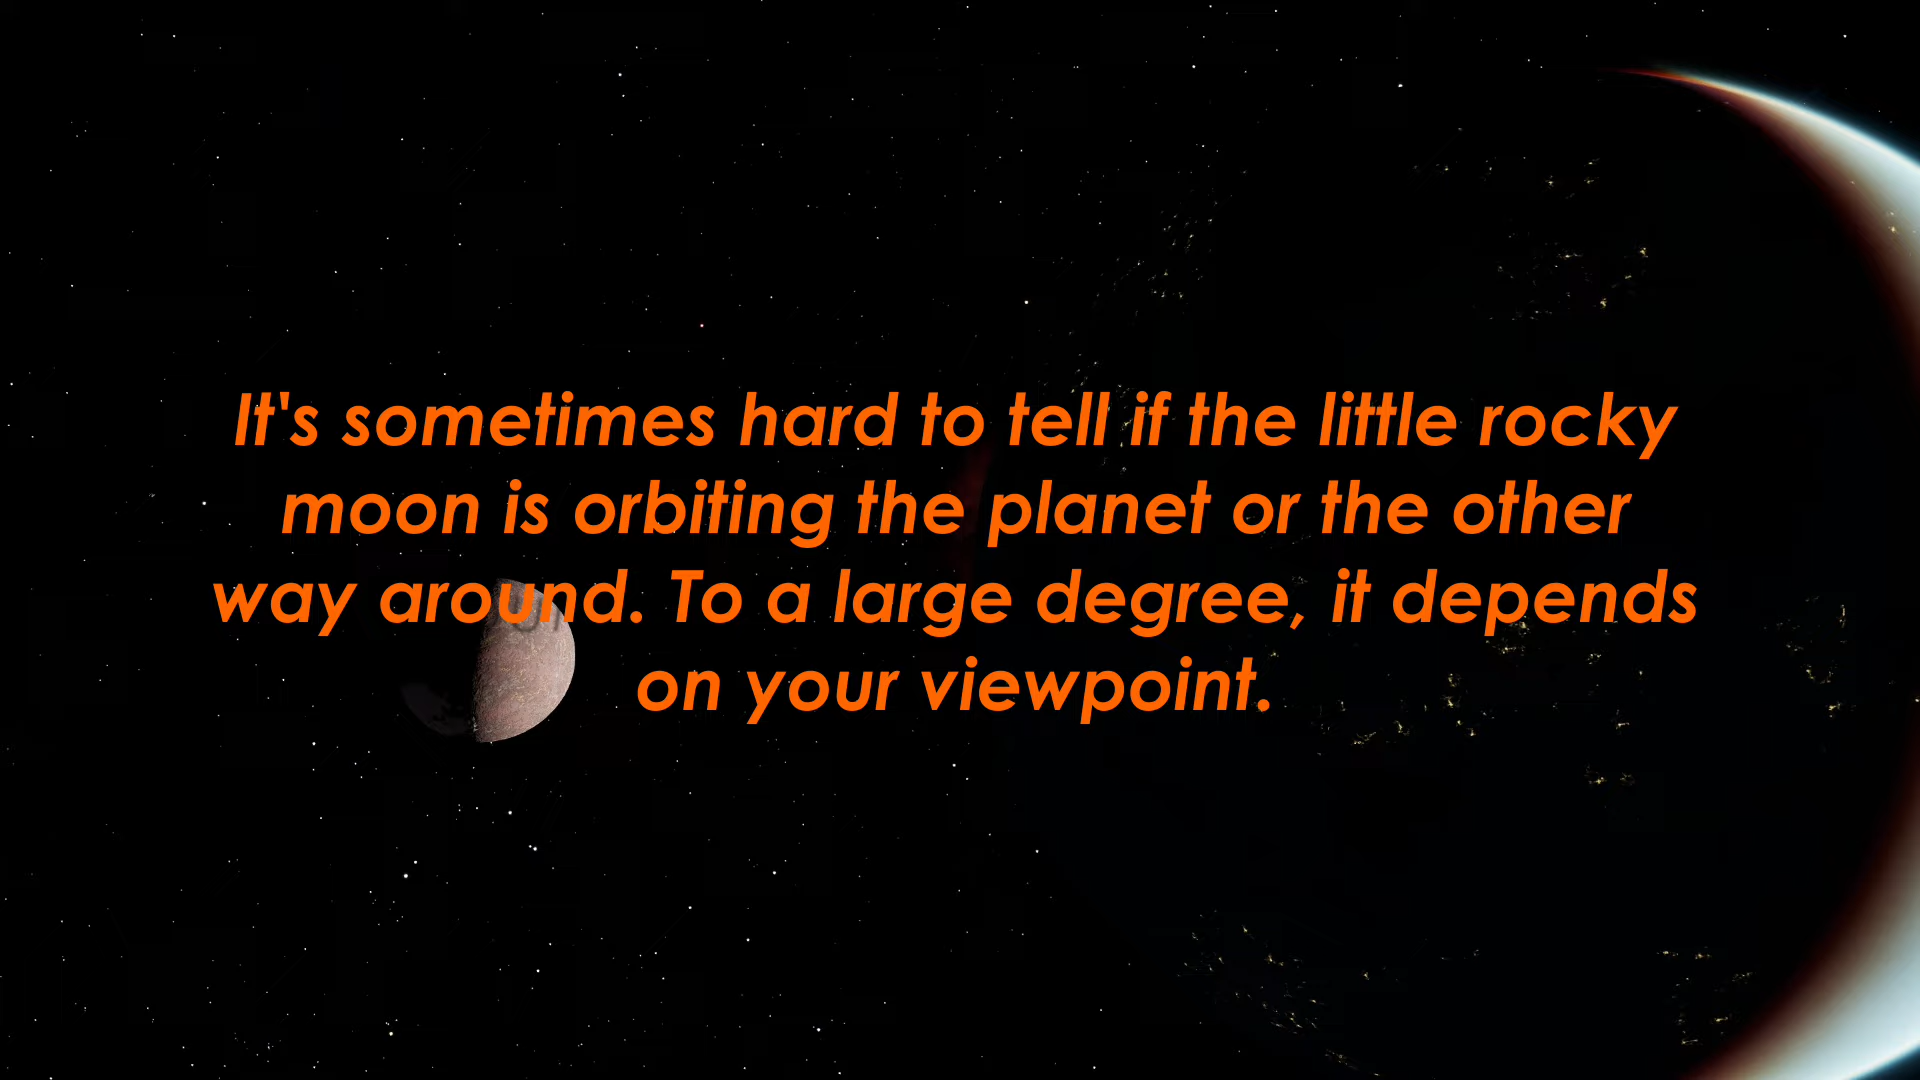 It's sometimes hard to tell if the little rocky
moon is orbiting the planet or the other
way around. To a large degree, it depends
on your viewpoint.